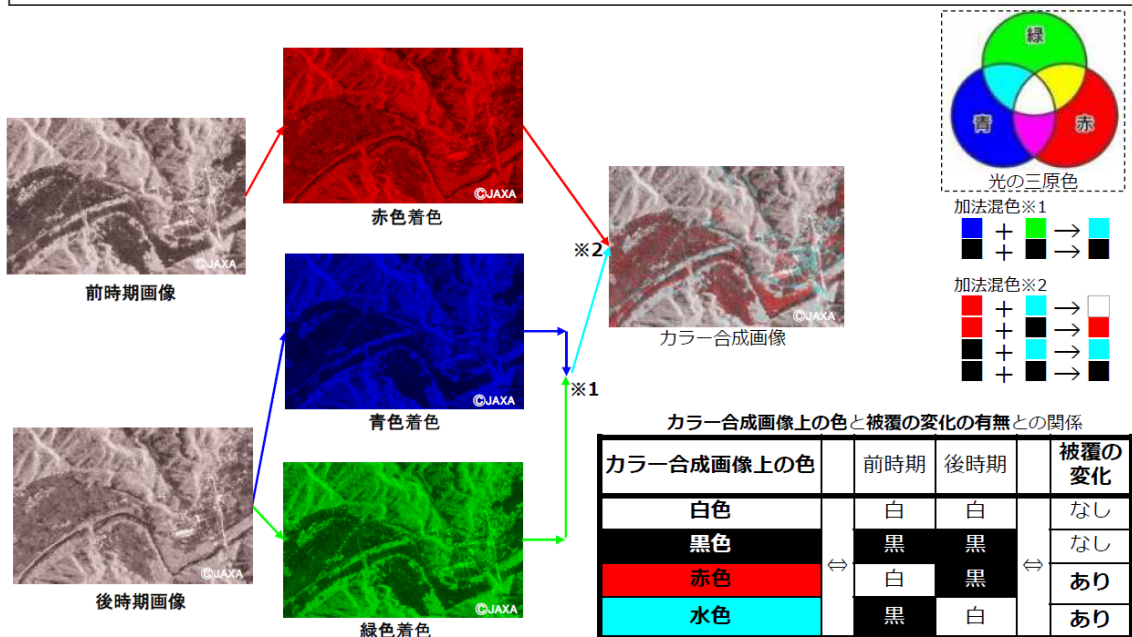 緑
青
赤
光の三原色
©JAXA
赤色着色
©JAXA
前時期画像
加法混色※1
+ →
+ →
※2
©JAXA
カラー合成画像
加法混色※2
+ →
+ →
+ →
+ →
©JAXA
青色着色
※1
©JAXA
後時期画像
©JAXA
緑色着色
カラー合成画像上の色と被覆の変化の有無との関係
カラー合成画像上の色 前時期 後時期 被覆の変化
白色 白 白 なし
黒色 黒 黒 なし
⇔ ⇔
赤色 白 黒 あり
水色 黒 白 あり